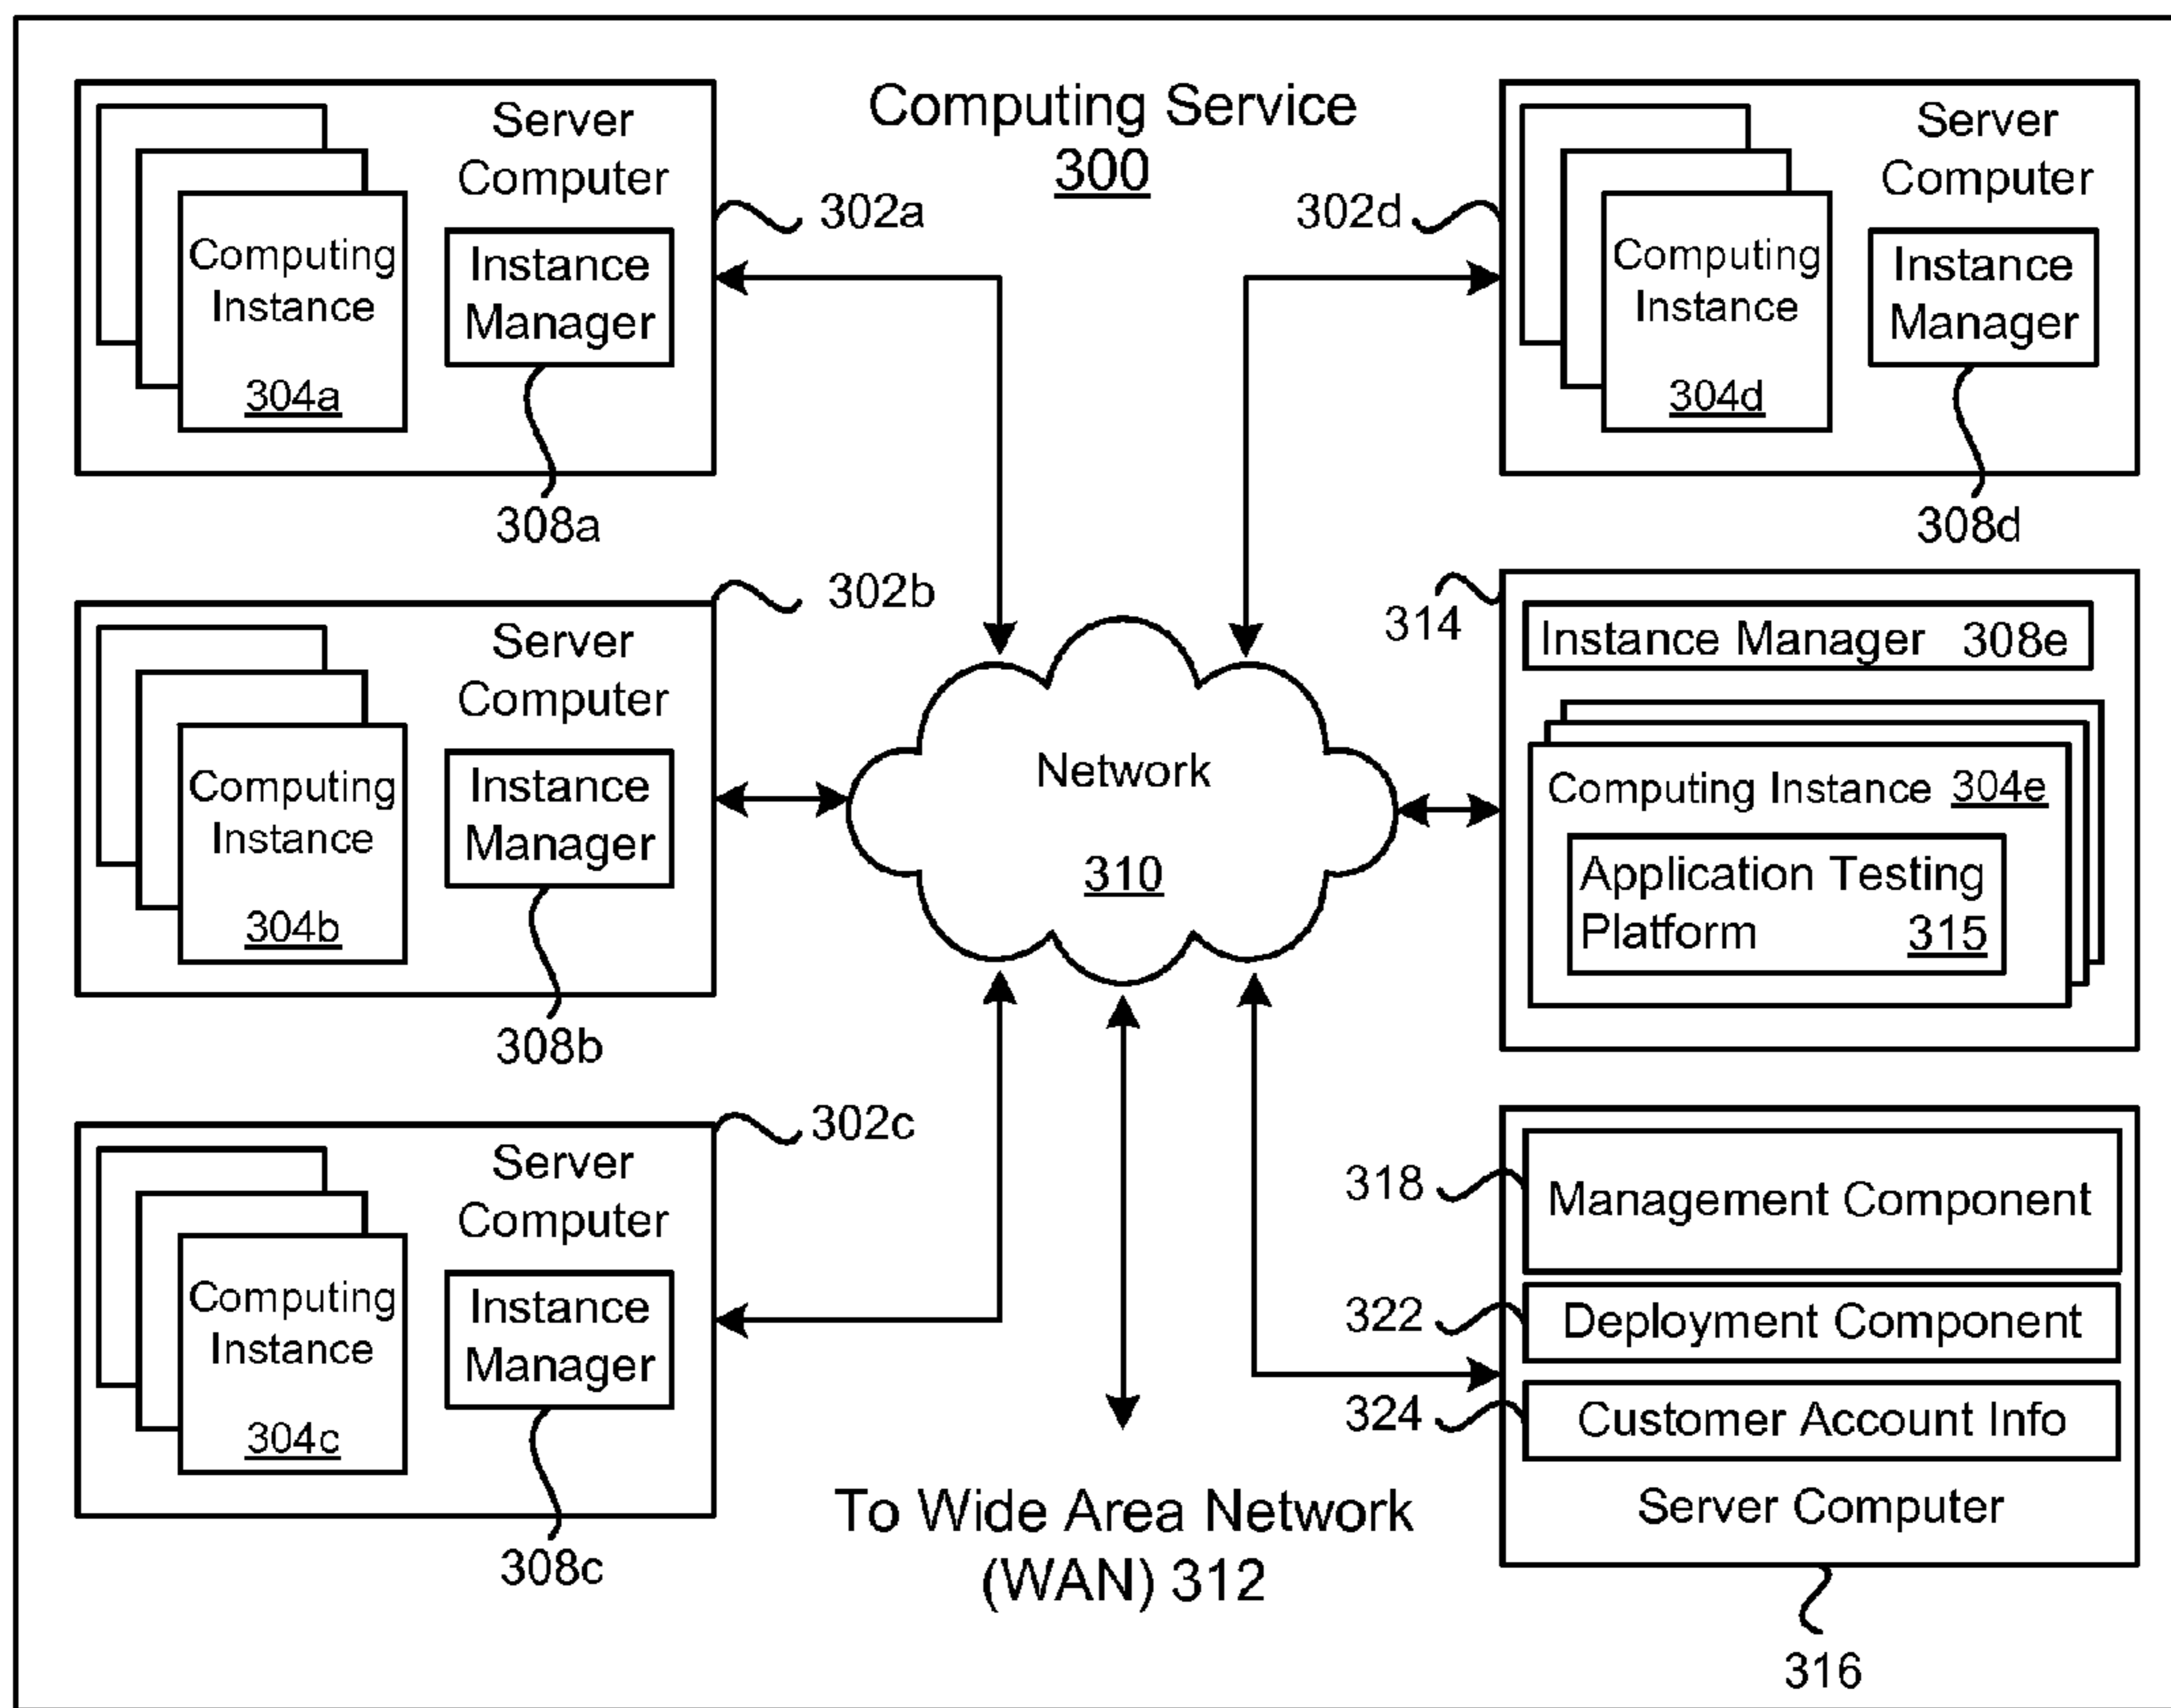 Computing Service
300
Server
Computer
302a
Computing
Instance
304a
Instance
Manager
308a
Server
Computer
302b
Computing
Instance
304b
Instance
Manager
308b
Server
Computer
302c
Computing
Instance
304c
Instance
Manager
308c
Network
310
To Wide Area Network
(WAN) 312
302d
Server
Computer
Computing
Instance
304d
Instance
Manager
308d
314
Instance Manager 308e
Computing Instance 304e
Application Testing
Platform 315
318
Management Component
322
Deployment Component
324
Customer Account Info
Server Computer
316